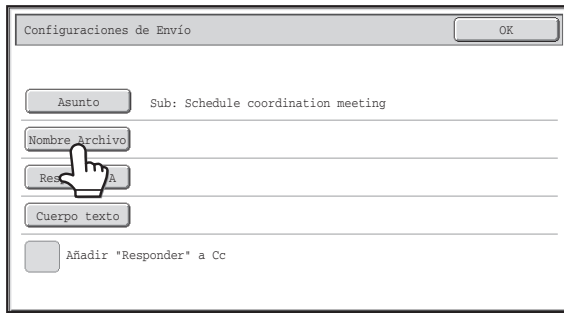 Configuraciones de Envío OK
Asunto Sub: Schedule coordination meeting
Nombre Archivo
A
Cuerpo texto
Añadir "Responder" a Cc